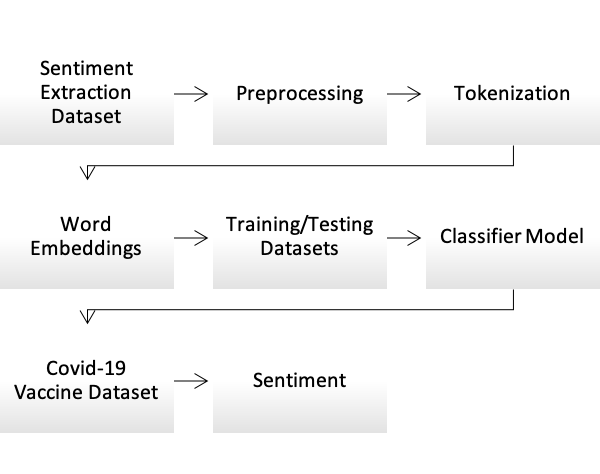 Sentiment
Extraction
Dataset
Preprocessing
Tokenization
Word
Embeddings
Training/Testing
Datasets
Classifier Model
Covid-19
Vaccine Dataset
Sentiment